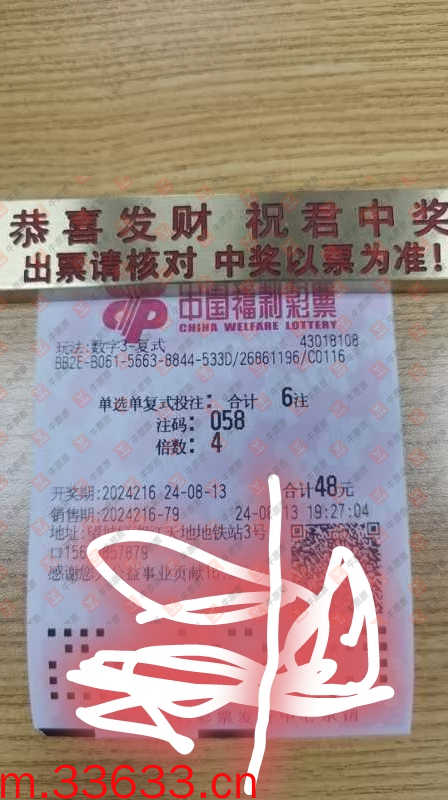 恭喜发财 祝君中奖
出票请核对 中奖以票为准!
中国福利彩票
CHINA WELFARE LOTTERY
玩法:数字3-复式 43018108
BB2E-B061-5663-8844-533D/26861196/C0116
单选单复式投注: 合计 6注
注码: 058
倍数: 4
开奖期:2024216 24-08-13 合计48元
销售期:2024216-79 24-08-13 19:27:04
地址: 地铁站3号
口
感谢您 公益事业贡献
m.33633.cn